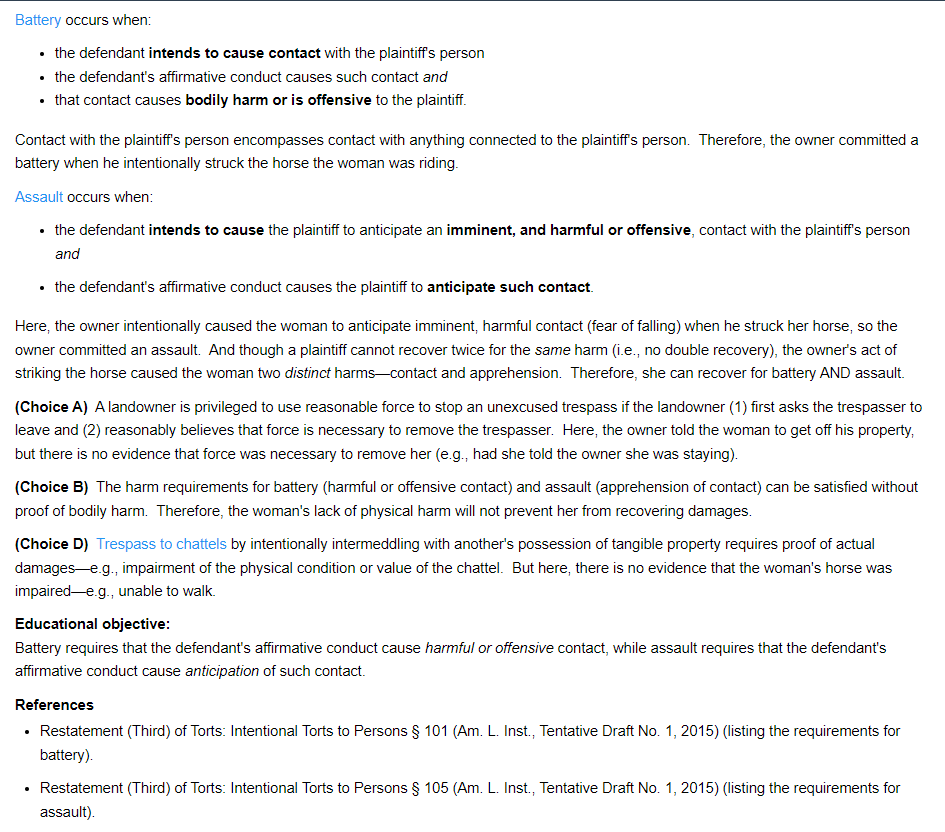 Battery occurs when:
• the defendant intends to cause contact with the plaintiff's person
• the defendant's affirmative conduct causes such contact and
• that contact causes bodily harm or is offensive to the plaintiff.
Contact with the plaintiff's person encompasses contact with anything connected to the plaintiff's person.  Therefore, the owner committed a
battery when he intentionally struck the horse the woman was riding.
Assault occurs when:
• the defendant intends to cause the plaintiff to anticipate an imminent, and harmful or offensive, contact with the plaintiff's person
and
• the defendant's affirmative conduct causes the plaintiff to anticipate such contact.
Here, the owner intentionally caused the woman to anticipate imminent, harmful contact (fear of falling) when he struck her horse, so the
owner committed an assault.  And though a plaintiff cannot recover twice for the same harm (i.e., no double recovery), the owner's act of
striking the horse caused the woman two distinct harms—contact and apprehension.  Therefore, she can recover for battery AND assault.
(Choice A)  A landowner is privileged to use reasonable force to stop an unexcused trespass if the landowner (1) first asks the trespasser to
leave and (2) reasonably believes that force is necessary to remove the trespasser.  Here, the owner told the woman to get off his property,
but there is no evidence that force was necessary to remove her (e.g., had she told the owner she was staying).
(Choice B)  The harm requirements for battery (harmful or offensive contact) and assault (apprehension of contact) can be satisfied without
proof of bodily harm.  Therefore, the woman's lack of physical harm will not prevent her from recovering damages.
(Choice D)  Trespass to chattels by intentionally intermeddling with another's possession of tangible property requires proof of actual
damages—e.g., impairment of the physical condition or value of the chattel.  But here, there is no evidence that the woman's horse was
impaired—e.g., unable to walk.
Educational objective:
Battery requires that the defendant's affirmative conduct cause harmful or offensive contact, while assault requires that the defendant's
affirmative conduct cause anticipation of such contact.
References
• Restatement (Third) of Torts: Intentional Torts to Persons § 101 (Am. L. Inst., Tentative Draft No. 1, 2015) (listing the requirements for
battery).
• Restatement (Third) of Torts: Intentional Torts to Persons § 105 (Am. L. Inst., Tentative Draft No. 1, 2015) (listing the requirements for
assault).